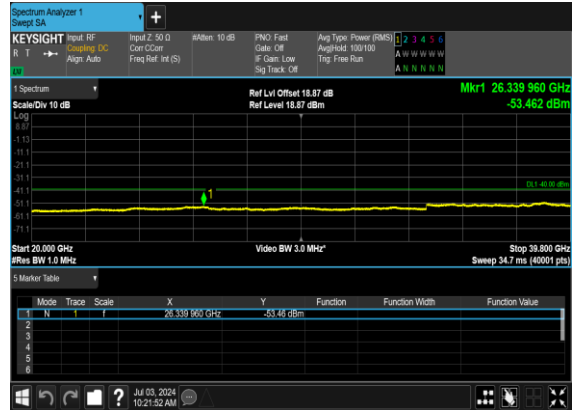 Spectrum Analyzer 1
Swept SA
+
KEYSIGHT Input: RF Input Z: 50 Ω #Atten: 10 dB PNO: Fast Avg Type: Power (RMS) 1 2 3 4 5 6
R T Coupling: DC Corr CCorr Gate: Off Avg|Hold: 100/100 A W W W W W
Align: Auto Freq Ref: Int (S) IF Gain: Low Trig: Free Run
Sig Track: Off A N N N N N
1 Spectrum Ref Lvl Offset 18.87 dB Mkr1 26.339 960 GHz
Scale/Div 10 dB Ref Level 18.87 dBm -53.462 dBm
Log
8.87
-1.13
-11.1
-21.1
-31.1
DL1 -40.00 dBm
-41.1
1
-51.1
-61.1
-71.1
Start 20.000 GHz Video BW 3.0 MHz* Stop 39.800 GHz
#Res BW 1.0 MHz Sweep 34.7 ms (40001 pts)
5 Marker Table
Mode Trace Scale X Y Function Function Width Function Value
1 N 1 f 26.339 960 GHz -53.46 dBm
2
3
4
5
6
? Jul 03, 2024
10:21:52 AM